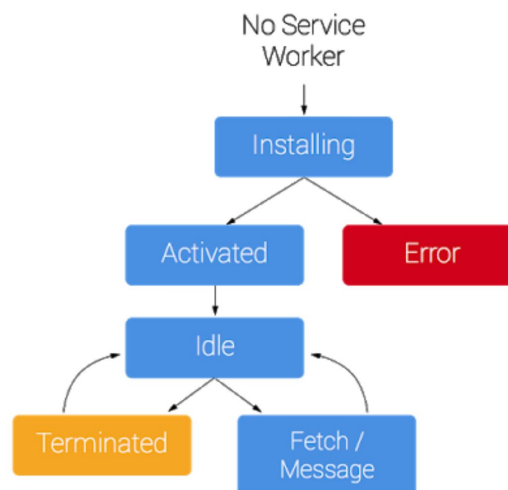 No Service
Worker
Installing
Activated
Error
Idle
Terminated
Fetch /
Message